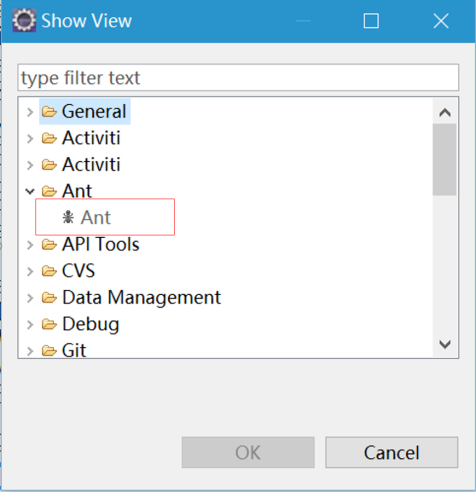 Show View
type filter text
General
Activiti
Activiti
Ant
Ant
API Tools
CVS
Data Management
Debug
Git
OK
Cancel